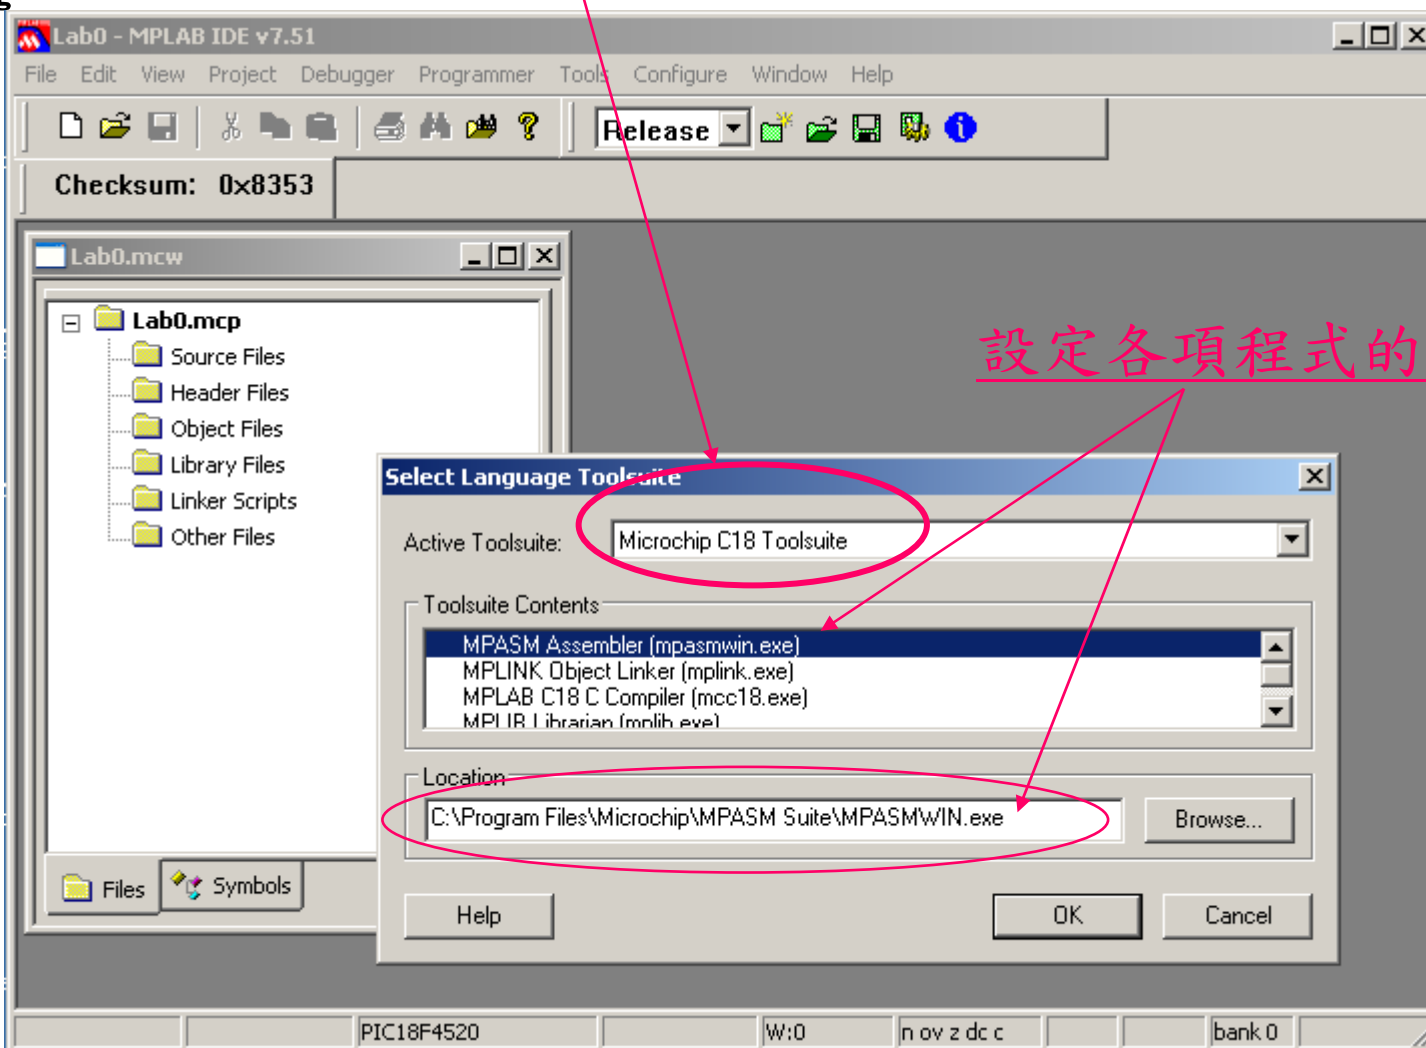 Lab0 - MPLAB IDE v7.51
File Edit View Project Debugger Programmer Tools Configure Window Help
Release
Checksum: 0x8353
Lab0.mcw
Lab0.mcp
Source Files
Header Files
Object Files
Library Files
Linker Scripts
Other Files
設定各項程式的
Select Language Toolsuite
Active Toolsuite: Microchip C18 Toolsuite
Toolsuite Contents
MPASM Assembler (mpasmwin.exe)
MPLINK Object Linker (mplink.exe)
MPLAB C18 C Compiler (mcc18.exe)
MPLIB Librarian (mplib.exe)
Location
C:\Program Files\Microchip\MPASM Suite\MPASMWIN.exe Browse...
Files Symbols
Help OK Cancel
PIC18F4520 W:0 n ov z dc c bank 0